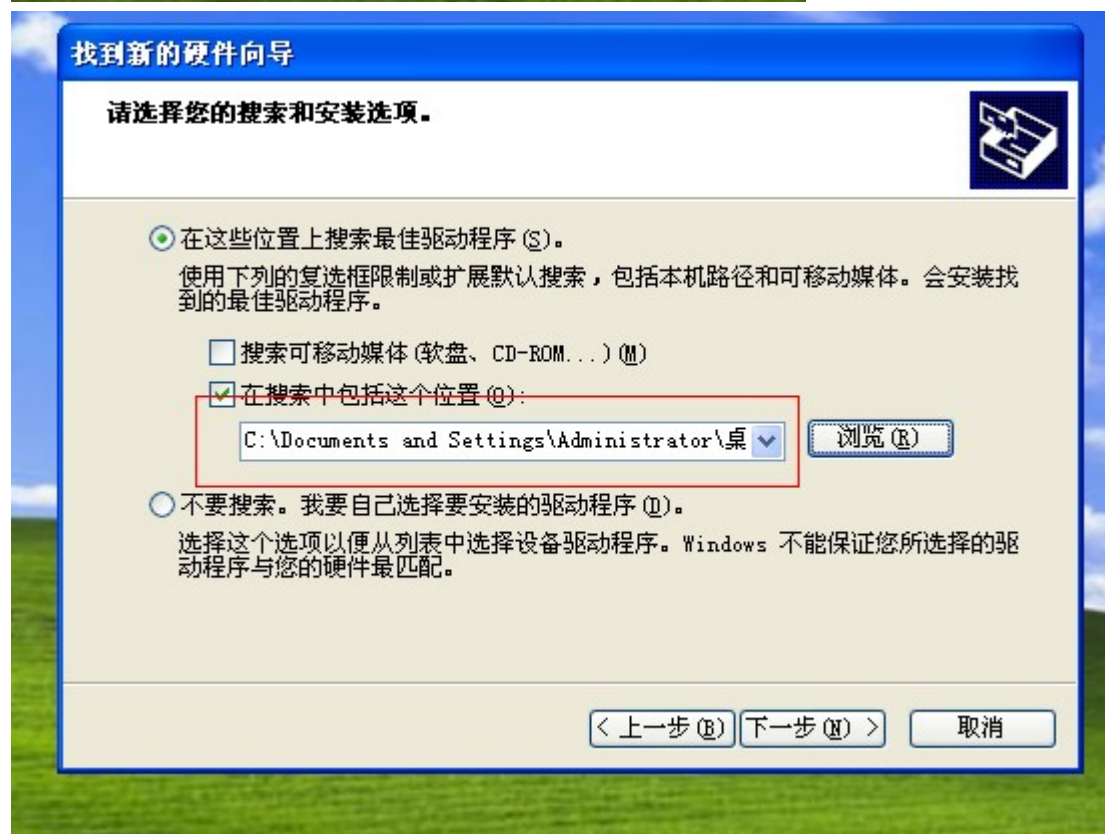 找到新的硬件向导
请选择您的搜索和安装选项。
在这些位置上搜索最佳驱动程序(S)。
使用下列的复选框限制或扩展默认搜索，包括本机路径和可移动媒体。会安装找
到的最佳驱动程序。
搜索可移动媒体(软盘、CD-ROM...)(M)
在搜索中包括这个位置(O):
C:\Documents and Settings\Administrator\桌
浏览(R)
不要搜索。我要自己选择要安装的驱动程序(D)。
选择这个选项以便从列表中选择设备驱动程序。Windows 不能保证您所选择的驱
动程序与您的硬件最匹配。
< 上一步(B) 下一步(N) > 取消